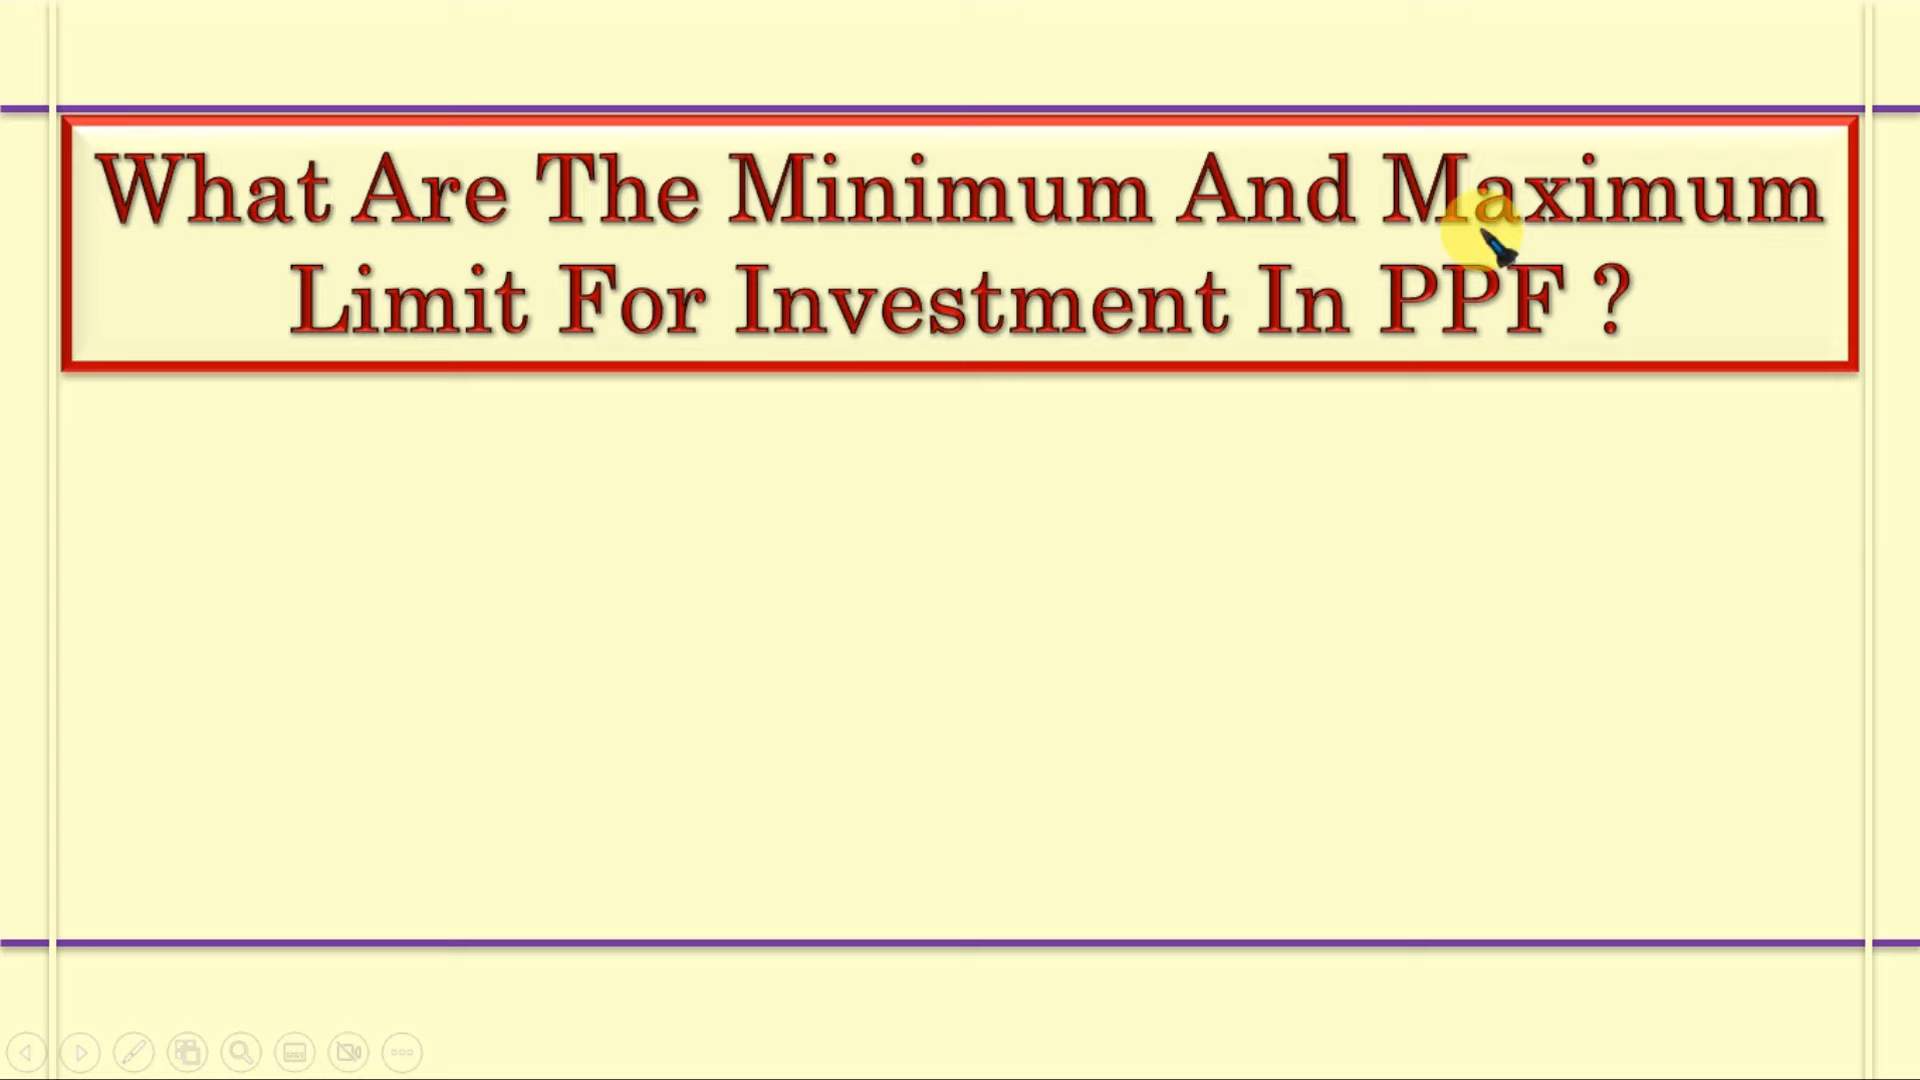 What Are The Minimum And Maximum
Limit For Investment In PPF ?